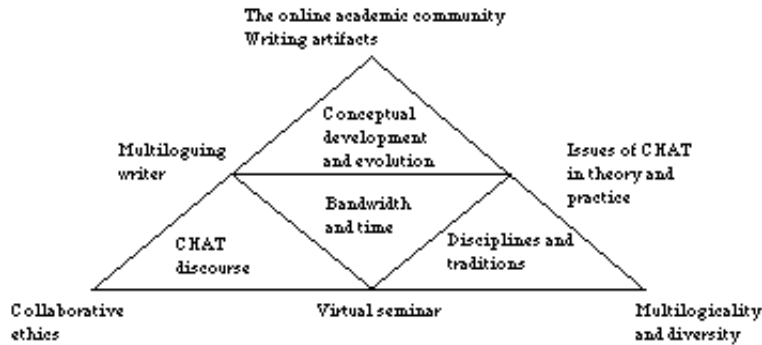 The online academic community
Writing artifacts
Conceptual
development
and evolution
Multiloguing
writer
Issues of CHAT
in theory and
practice
Bandwidth
and time
CHAT
discourse
Disciplines and
traditions
Collaborative
ethics
Virtual seminar
Multilogicality
and diversity